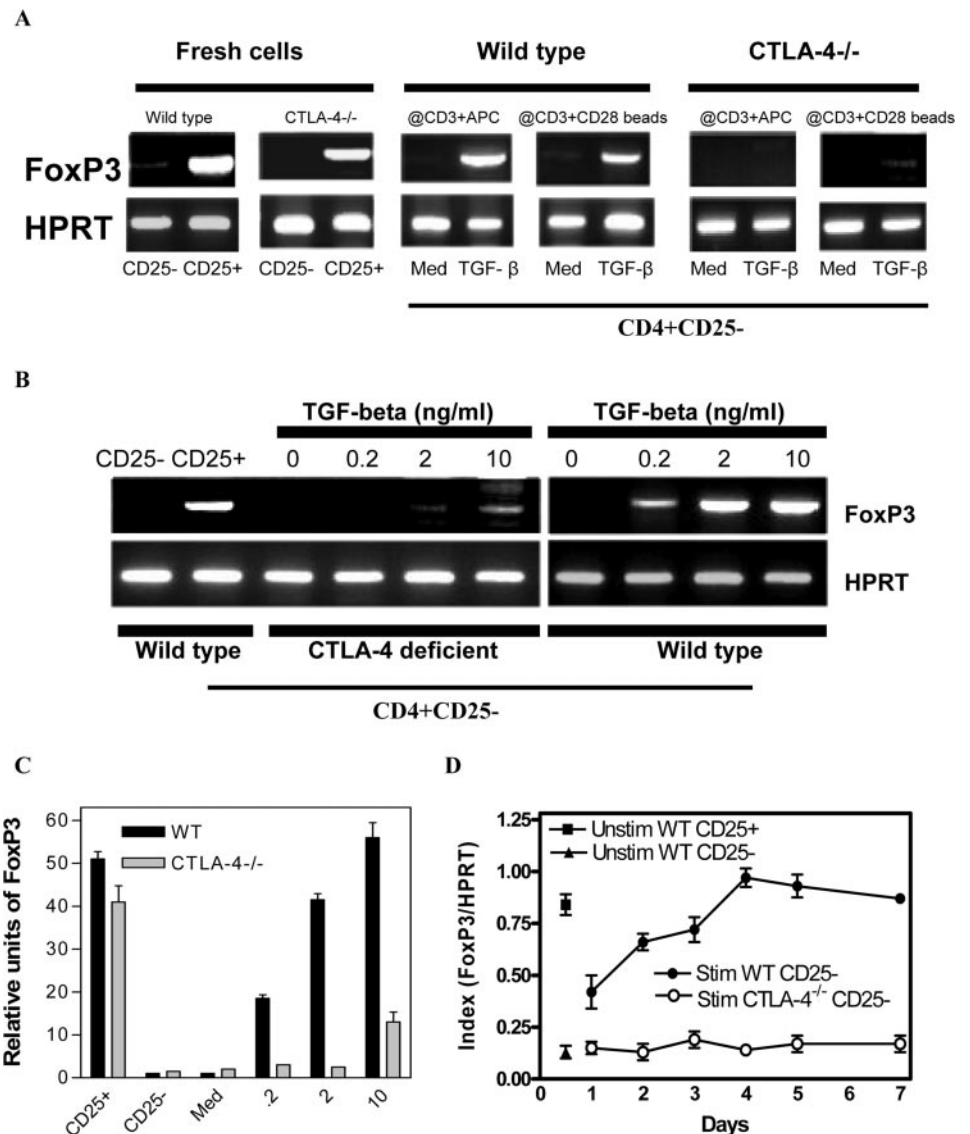 A
Fresh cells Wild type CTLA-4-/-
Wild type CTLA-4-/- @CD3+APC @CD3+CD28 beads @CD3+APC @CD3+CD28 beads
FoxP3
HPRT
CD25- CD25+ CD25- CD25+ Med TGF- β Med TGF-β Med TGF-β Med TGF-β
CD4+CD25-
B
TGF-beta (ng/ml) TGF-beta (ng/ml)
CD25- CD25+ 0 0.2 2 10 0 0.2 2 10
FoxP3
HPRT
Wild type CTLA-4 deficient Wild type
CD4+CD25-
C
Relative units of FoxP3
60
50
40
30
20
10
0
WT
CTLA-4-/-
CD25+ CD25- Med .2 2 10
D
Index (FoxP3/HPRT)
1.25
1.00
0.75
0.50
0.25
0.00
Unstim WT CD25+
Unstim WT CD25-
Stim WT CD25-
Stim CTLA-4-/- CD25-
0 1 2 3 4 5 6 7
Days